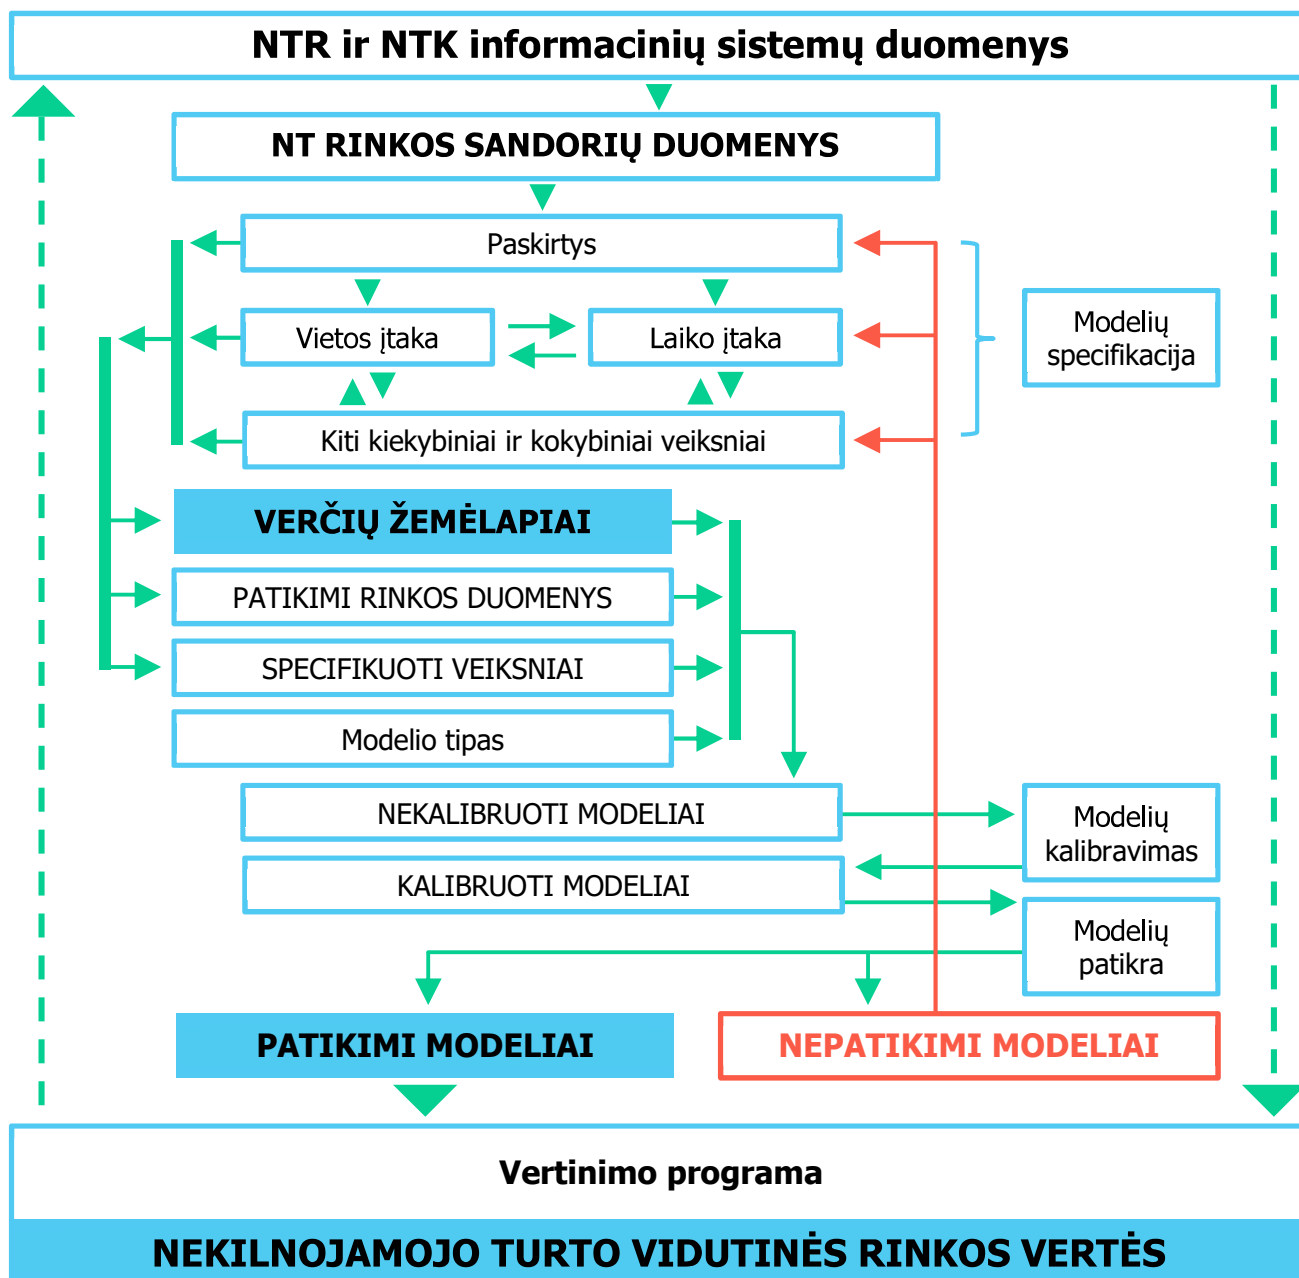 NTR ir NTK informacinių sistemų duomenys
NT RINKOS SANDORIŲ DUOMENYS
Paskirtys
Vietos įtaka
Laiko įtaka
Modelių
specifikacija
Kiti kiekybiniai ir kokybiniai veiksniai
VERČIŲ ŽEMĖLAPIAI
PATIKIMI RINKOS DUOMENYS
SPECIFIKUOTI VEIKSNIAI
Modelio tipas
NEKALIBRUOTI MODELIAI
Modelių
kalibravimas
KALIBRUOTI MODELIAI
Modelių
patikra
PATIKIMI MODELIAI
NEPATIKIMI MODELIAI
Vertinimo programa
NEKILNOJAMOJO TURTO VIDUTINĖS RINKOS VERTĖS